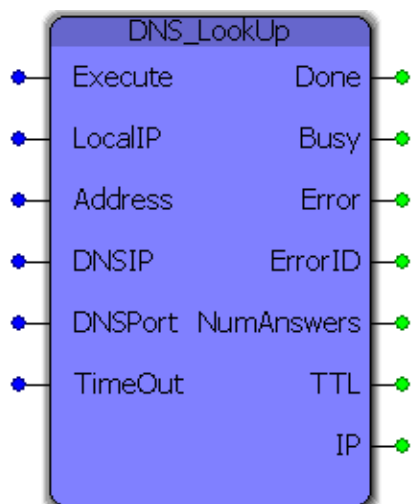 DNS_LookUp
Execute Done
LocalIP Busy
Address Error
DNSIP ErrorID
DNSPort NumAnswers
TimeOut TTL
IP